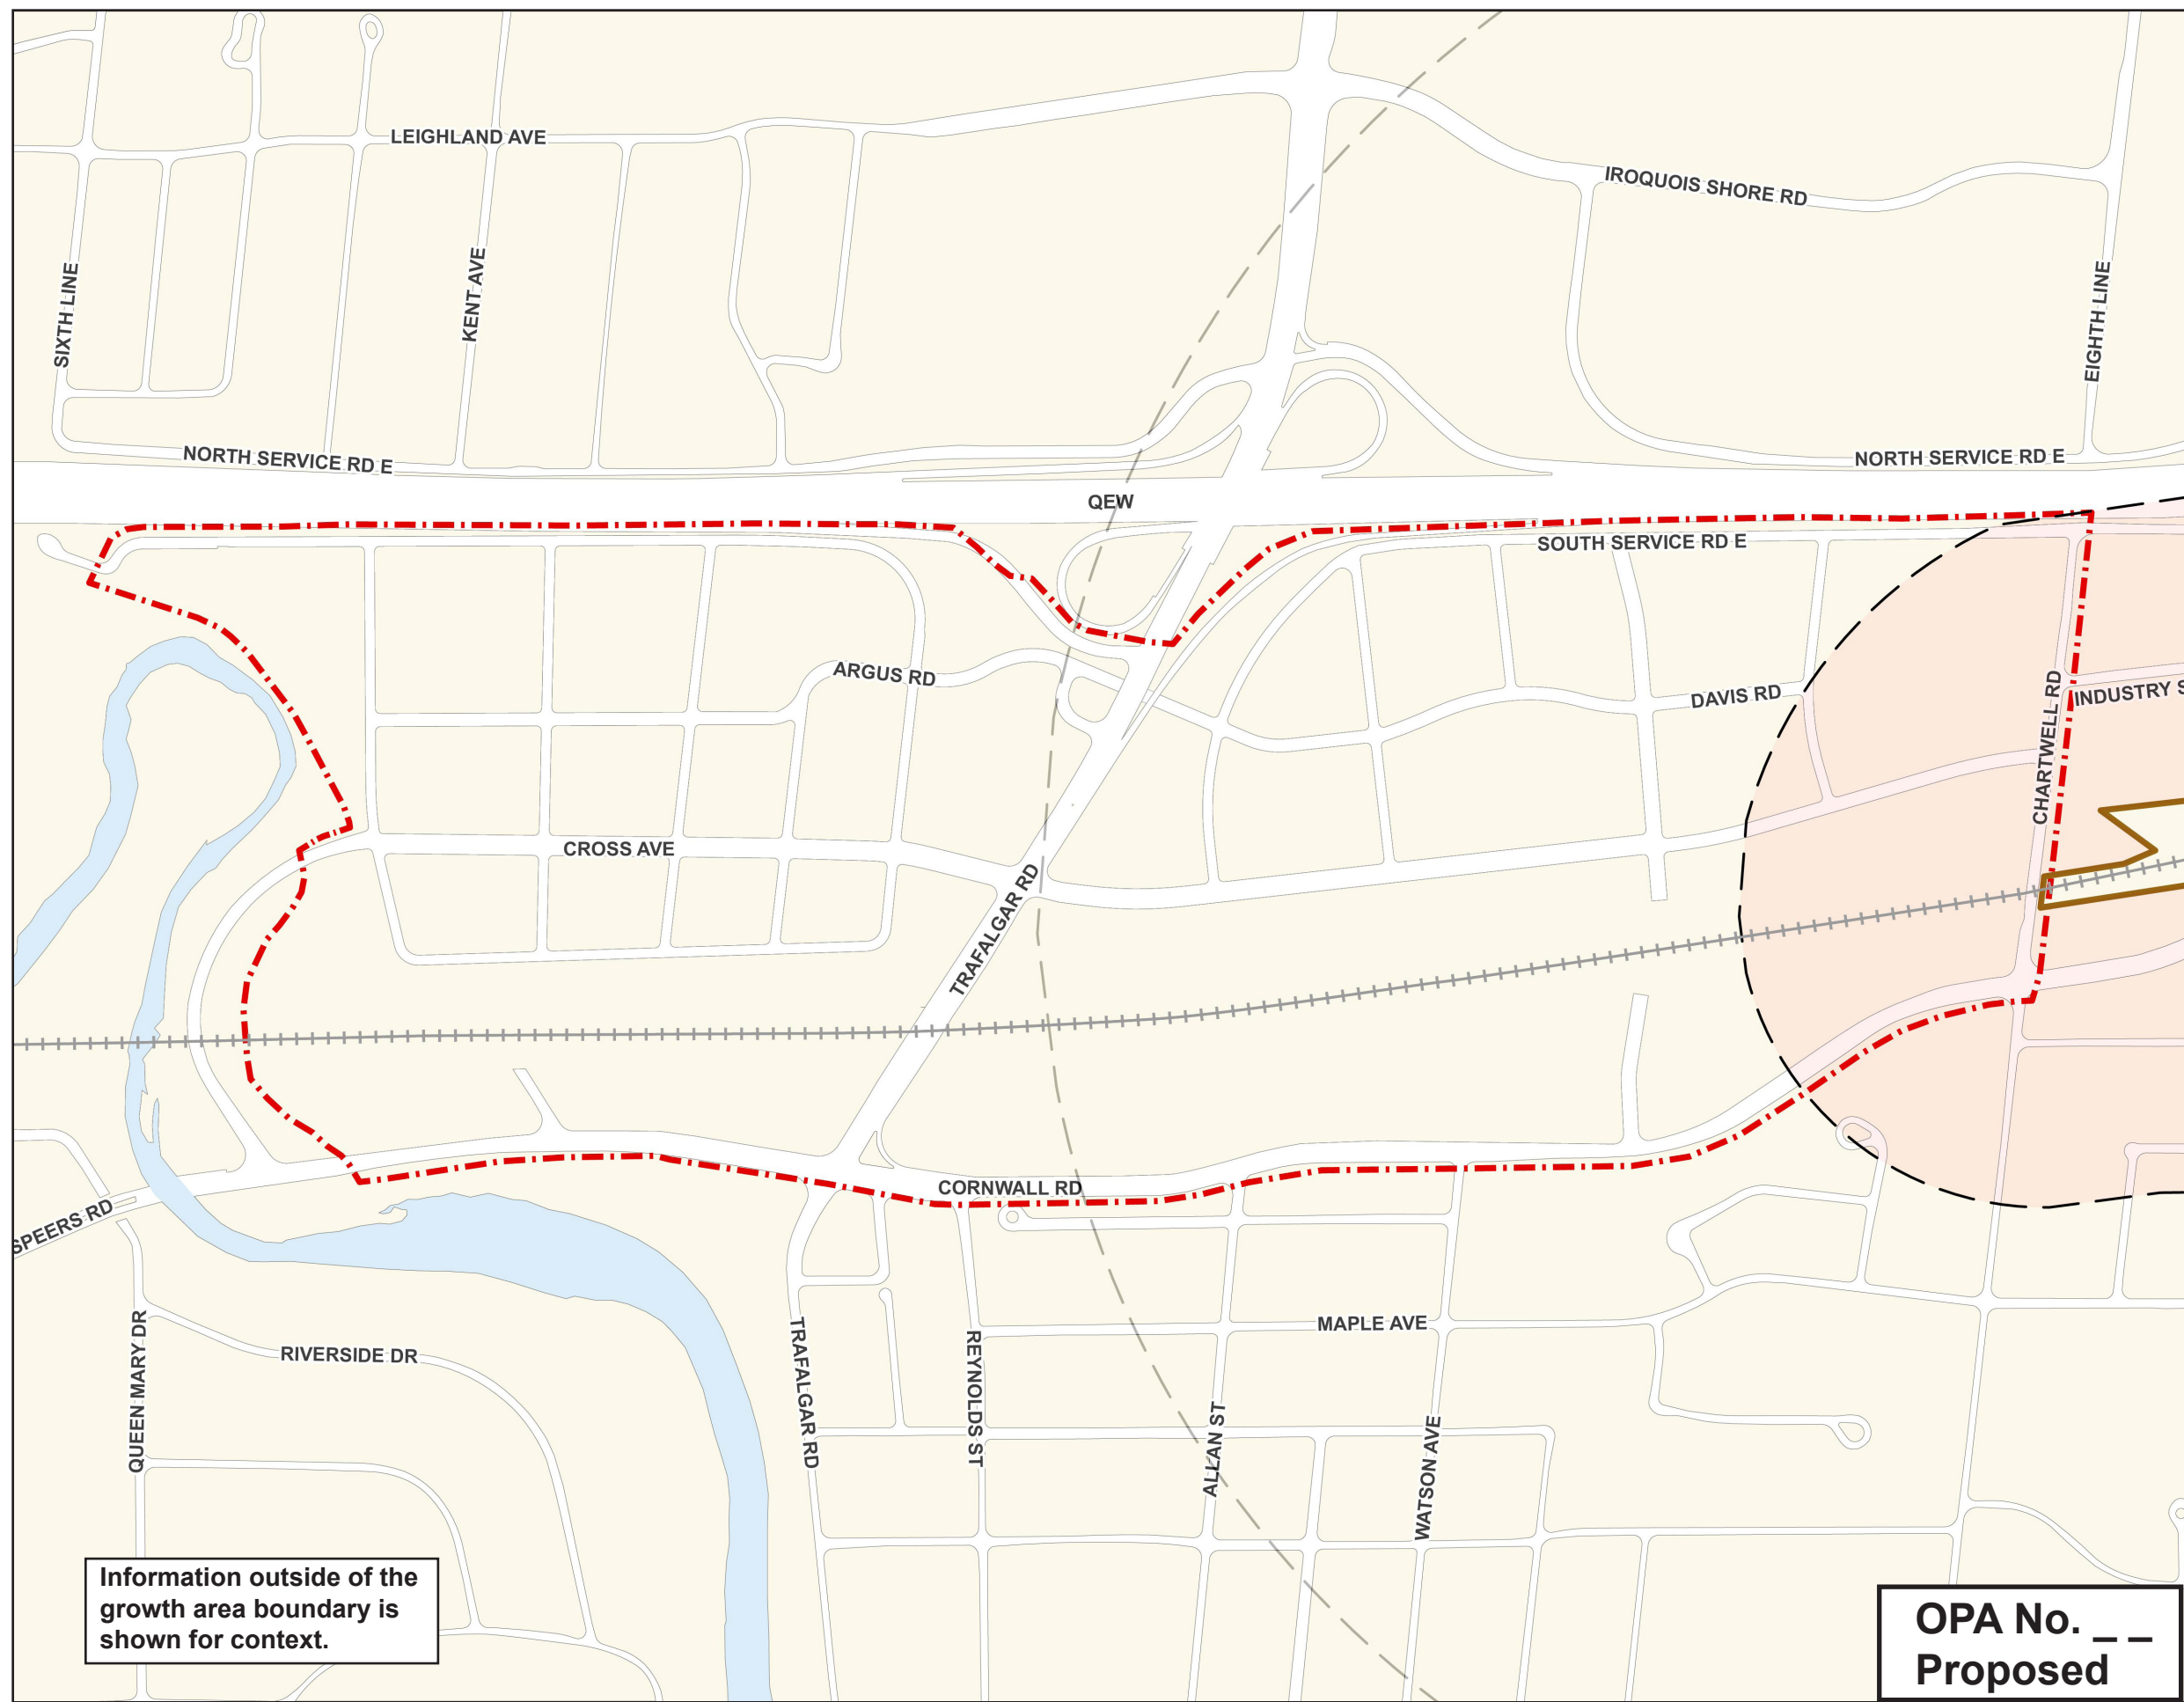 LEIGHLAND AVE
IROQUOIS SHORE RD
SIXTH LINE
KENT AVE
EIGHTH LINE
NORTH SERVICE RD E
NORTH SERVICE RD E
QEW
SOUTH SERVICE RD E
ARGUS RD
DAVIS RD
CHARTWELL RD
INDUSTRY S
CROSS AVE
TRAFALGAR RD
CORNWALL RD
SPEERS RD
QUEEN MARY DR
RIVERSIDE DR
TRAFALGAR RD
REYNOLDS ST
MAPLE AVE
ALLAN ST
WATSON AVE
Information outside of the
growth area boundary is
shown for context.
OPA No. _ _
Proposed